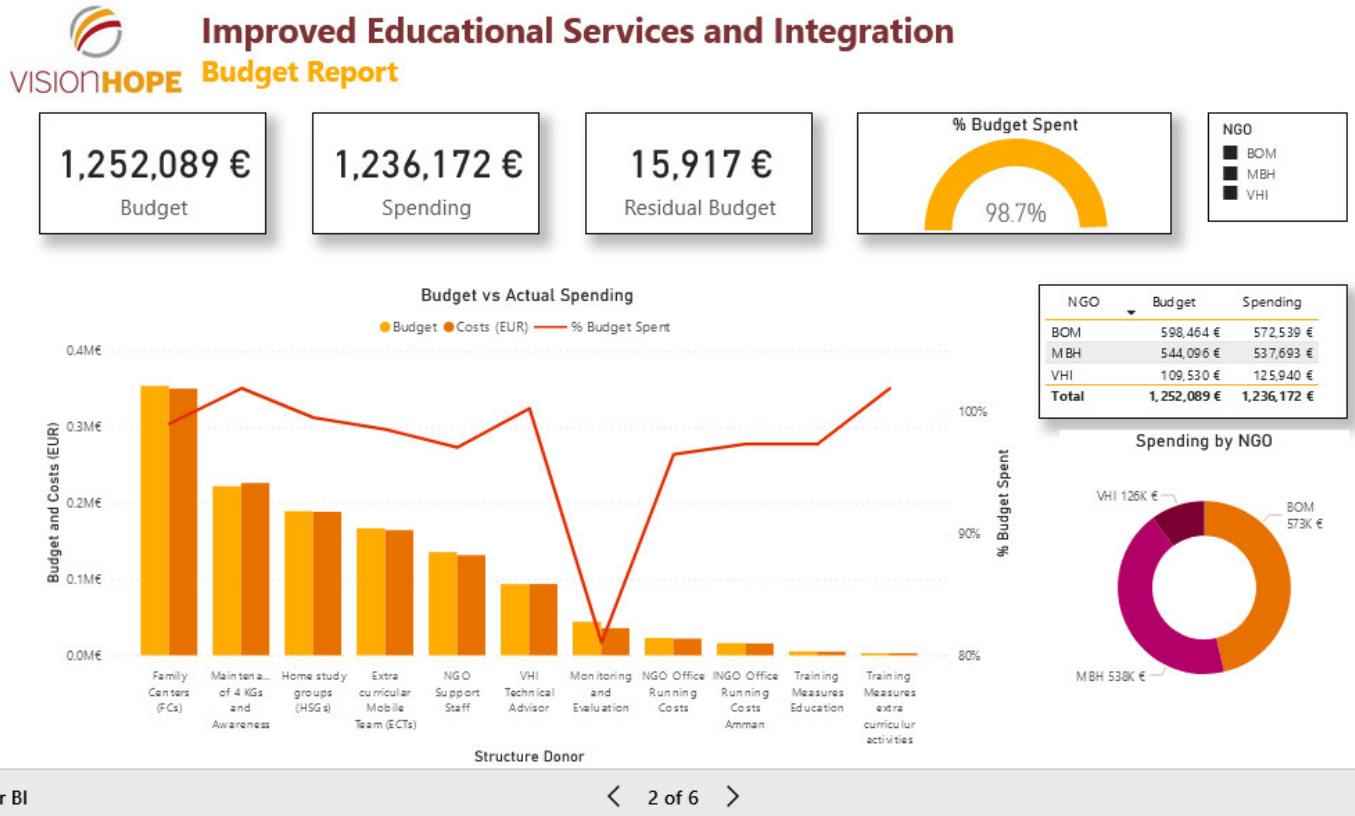 VISIONHOPE
Improved Educational Services and Integration
Budget Report
1,252,089 €
Budget
1,236,172 €
Spending
15,917 €
Residual Budget
% Budget Spent
98.7%
NGO
BOM
MBH
VHI
Budget vs Actual Spending
Budget Costs (EUR) % Budget Spent
Budget and Costs (EUR)
0.4M€
0.3M€
0.2M€
0.1M€
0.0M€
100%
90%
80%
% Budget Spent
Family
Centers
(FCs)
Maintena...
of 4 KGs
and
Awareness
Home study
groups
(HSGs)
Extra
curricular
Mobile
Team (ECTs)
NGO
Support
Staff
VHI
Technical
Advisor
Monitoring
and
Evaluation
NGO Office
Running
Costs
INGO Office
Running
Costs
Amman
Training
Measures
Education
Training
Measures
extra
curriculur
activities
Structure Donor
NGO Budget Spending
BOM 598,464 € 572,539 €
MBH 544,096 € 537,693 €
VHI 109,530 € 125,940 €
Total 1,252,089 € 1,236,172 €
Spending by NGO
VHI 126K €
BOM
573K €
MBH 538K €
r BI
2 of 6